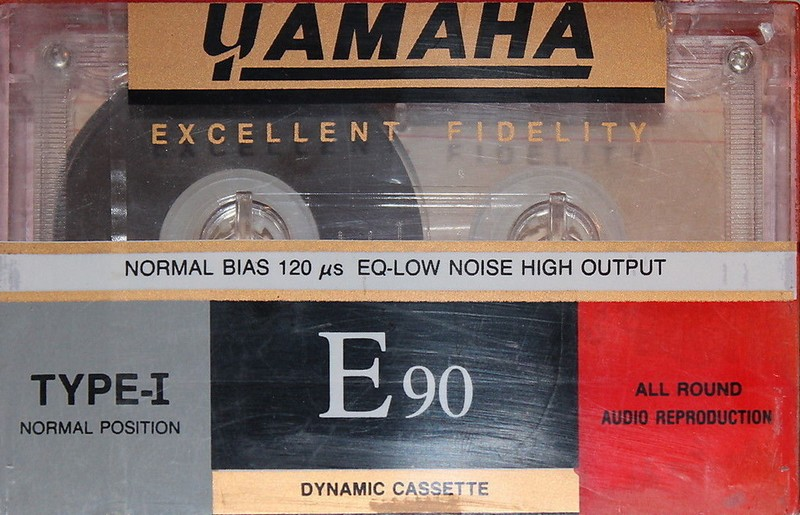 YAMAHA
EXCELLENT FIDELITY
NORMAL BIAS 120 μs EQ-LOW NOISE HIGH OUTPUT
TYPE-I
NORMAL POSITION
E 90
ALL ROUND
AUDIO REPRODUCTION
DYNAMIC CASSETTE